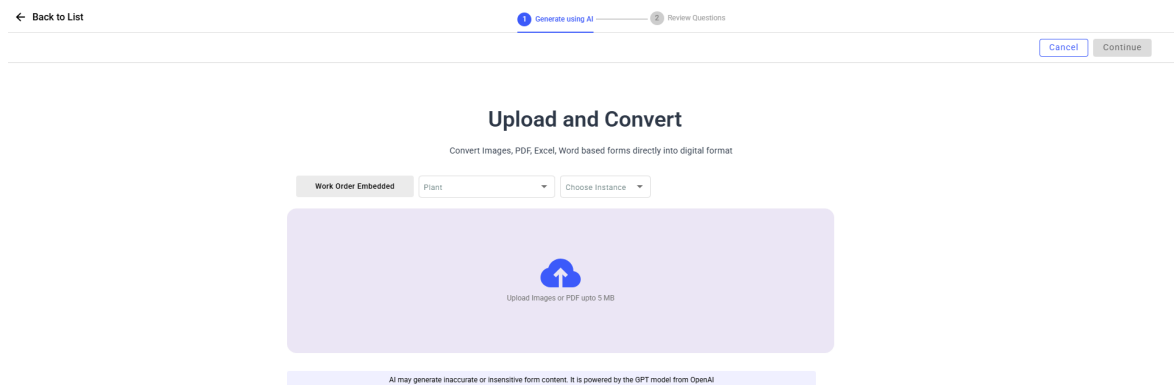 Back to List
1 Generate using AI
2 Review Questions
Cancel
Continue
Upload and Convert
Convert Images, PDF, Excel, Word based forms directly into digital format
Work Order Embedded
Plant
Choose Instance
Upload Images or PDF upto 5 MB
AI may generate inaccurate or insensitive form content. It is powered by the GPT model from OpenAI